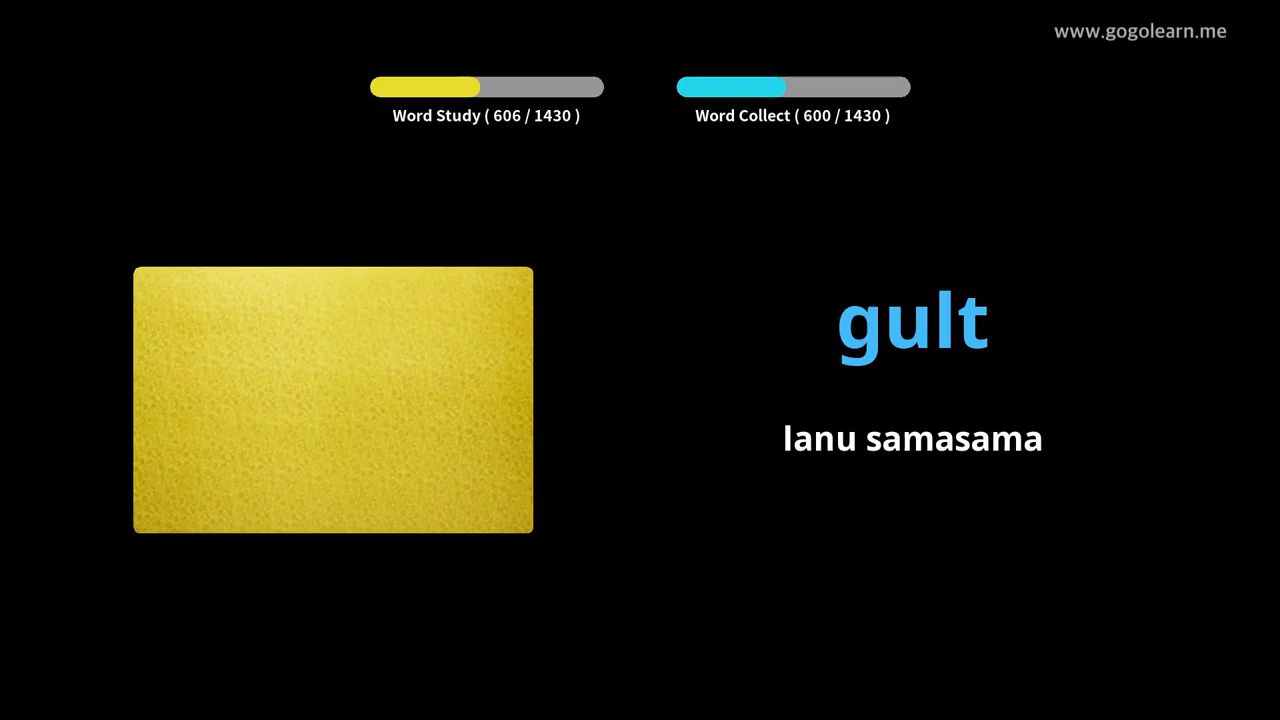 www.gogolearn.me
Word Study ( 606 / 1430 )
Word Collect ( 600 / 1430 )
gult
lanu samasama